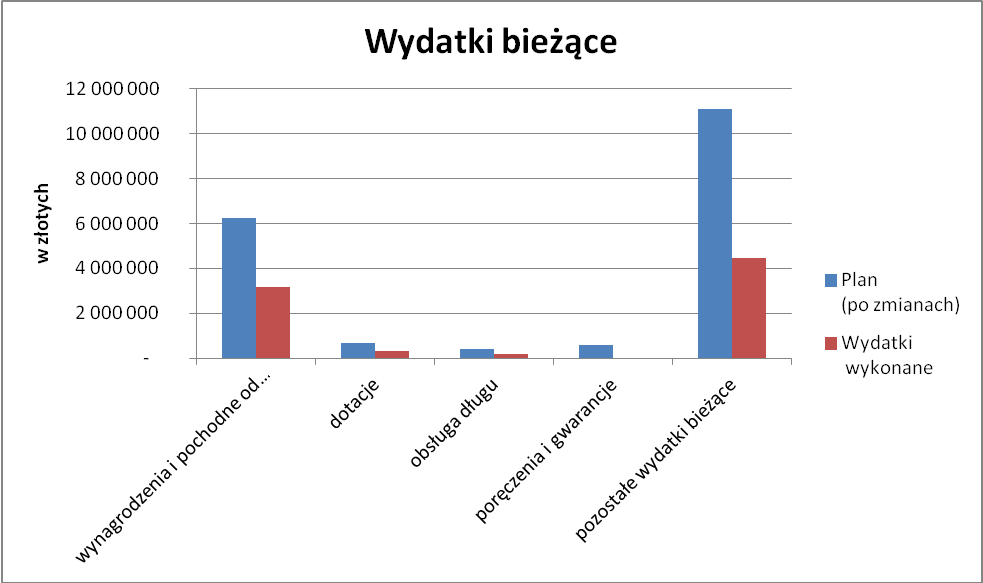 Wydatki bieżące
w złotych
12 000 000
10 000 000
8 000 000
6 000 000
4 000 000
2 000 000
-
wynagrodzenia i pochodne od...
dotacje
obsługa długu
poręczenia i gwarancje
pozostałe wydatki bieżące
Plan
(po zmianach)
Wydatki
wykonane